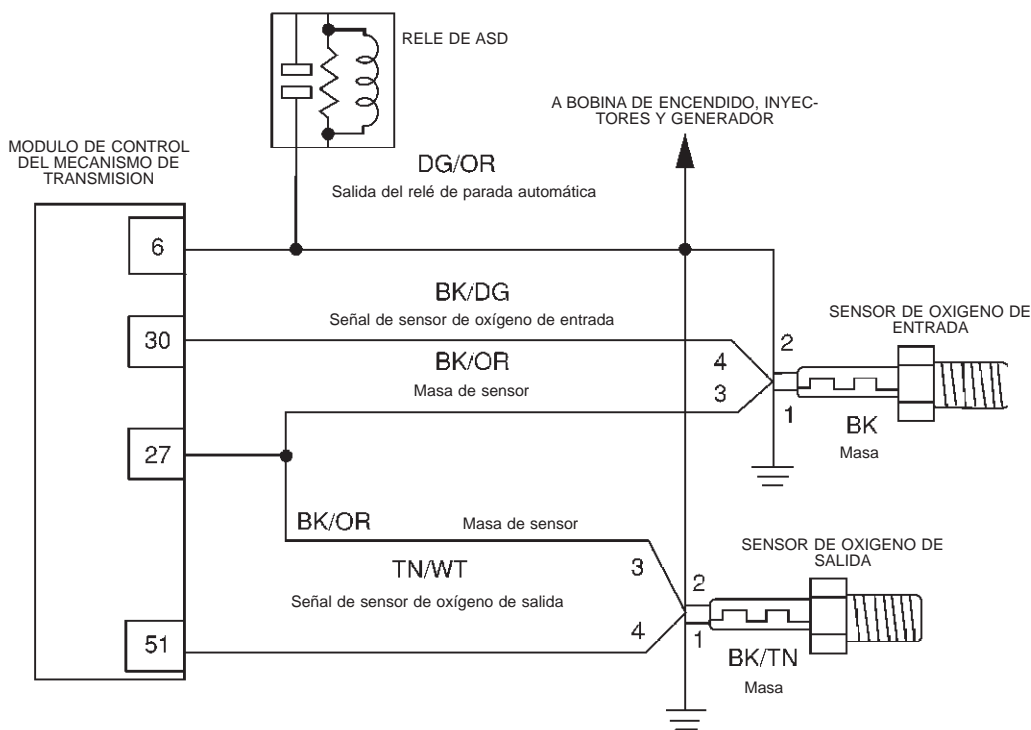 RELE DE ASD
A BOBINA DE ENCENDIDO, INYEC-
TORES Y GENERADOR
MODULO DE CONTROL
DEL MECANISMO DE
TRANSMISION
DG/OR
Salida del relé de parada automática
6
BK/DG
Señal de sensor de oxígeno de entrada
SENSOR DE OXIGENO DE
ENTRADA
30
2
4
BK/OR
Masa de sensor
3
1
BK
Masa
27
BK/OR
Masa de sensor
SENSOR DE OXIGENO DE
SALIDA
TN/WT
3
2
Señal de sensor de oxígeno de salida
4
1
51
BK/TN
Masa